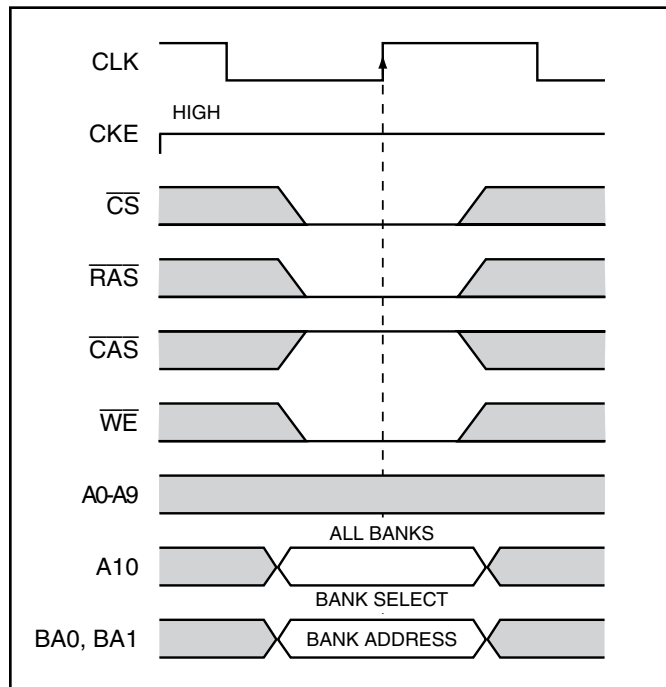 CLK
HIGH
CKE
CS
RAS
CAS
WE
A0-A9
ALL BANKS
A10
BANK SELECT
BA0, BA1
BANK ADDRESS